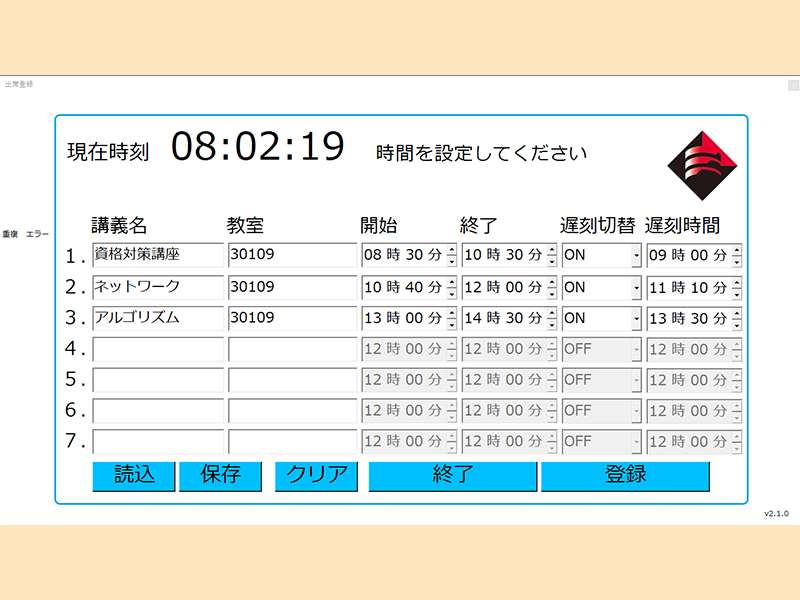 出席登録
現在時刻 08:02:19 時間を設定してください
重複 エラー
講義名 教室 開始 終了 遅刻切替 遅刻時間
1. 資格対策講座 30109 08 時 30 分 10 時 30 分 ON 09 時 00 分
2. ネットワーク 30109 10 時 40 分 12 時 00 分 ON 11 時 10 分
3. アルゴリズム 30109 13 時 00 分 14 時 30 分 ON 13 時 30 分
4. 12 時 00 分 12 時 00 分 OFF 12 時 00 分
5. 12 時 00 分 12 時 00 分 OFF 12 時 00 分
6. 12 時 00 分 12 時 00 分 OFF 12 時 00 分
7. 12 時 00 分 12 時 00 分 OFF 12 時 00 分
読込 保存 クリア 終了 登録
v2.1.0